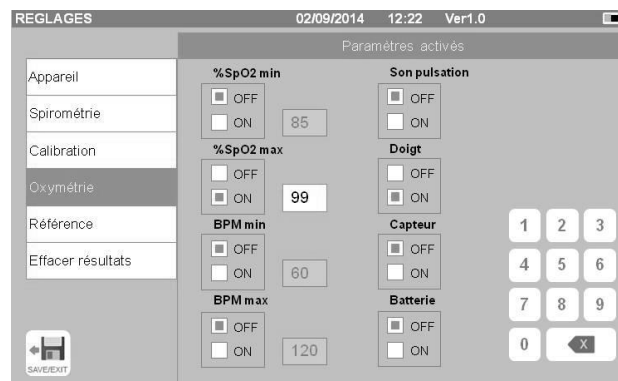 REGLAGES 02/09/2014 12:22 Ver1.0
Paramétres activés
Appareil
Spirométrie
Calibration
Oxymétrie
Référence
Effacer résultats
%SpO2 min
OFF
ON 85
%SpO2 max
OFF
ON 99
BPM min
OFF
ON 60
BPM max
OFF
ON 120
Son pulsation
OFF
ON
Doigt
OFF
ON
Capteur
OFF
ON
Batterie
OFF
ON
1 2 3
4 5 6
7 8 9
0 X
SAVE/EXIT